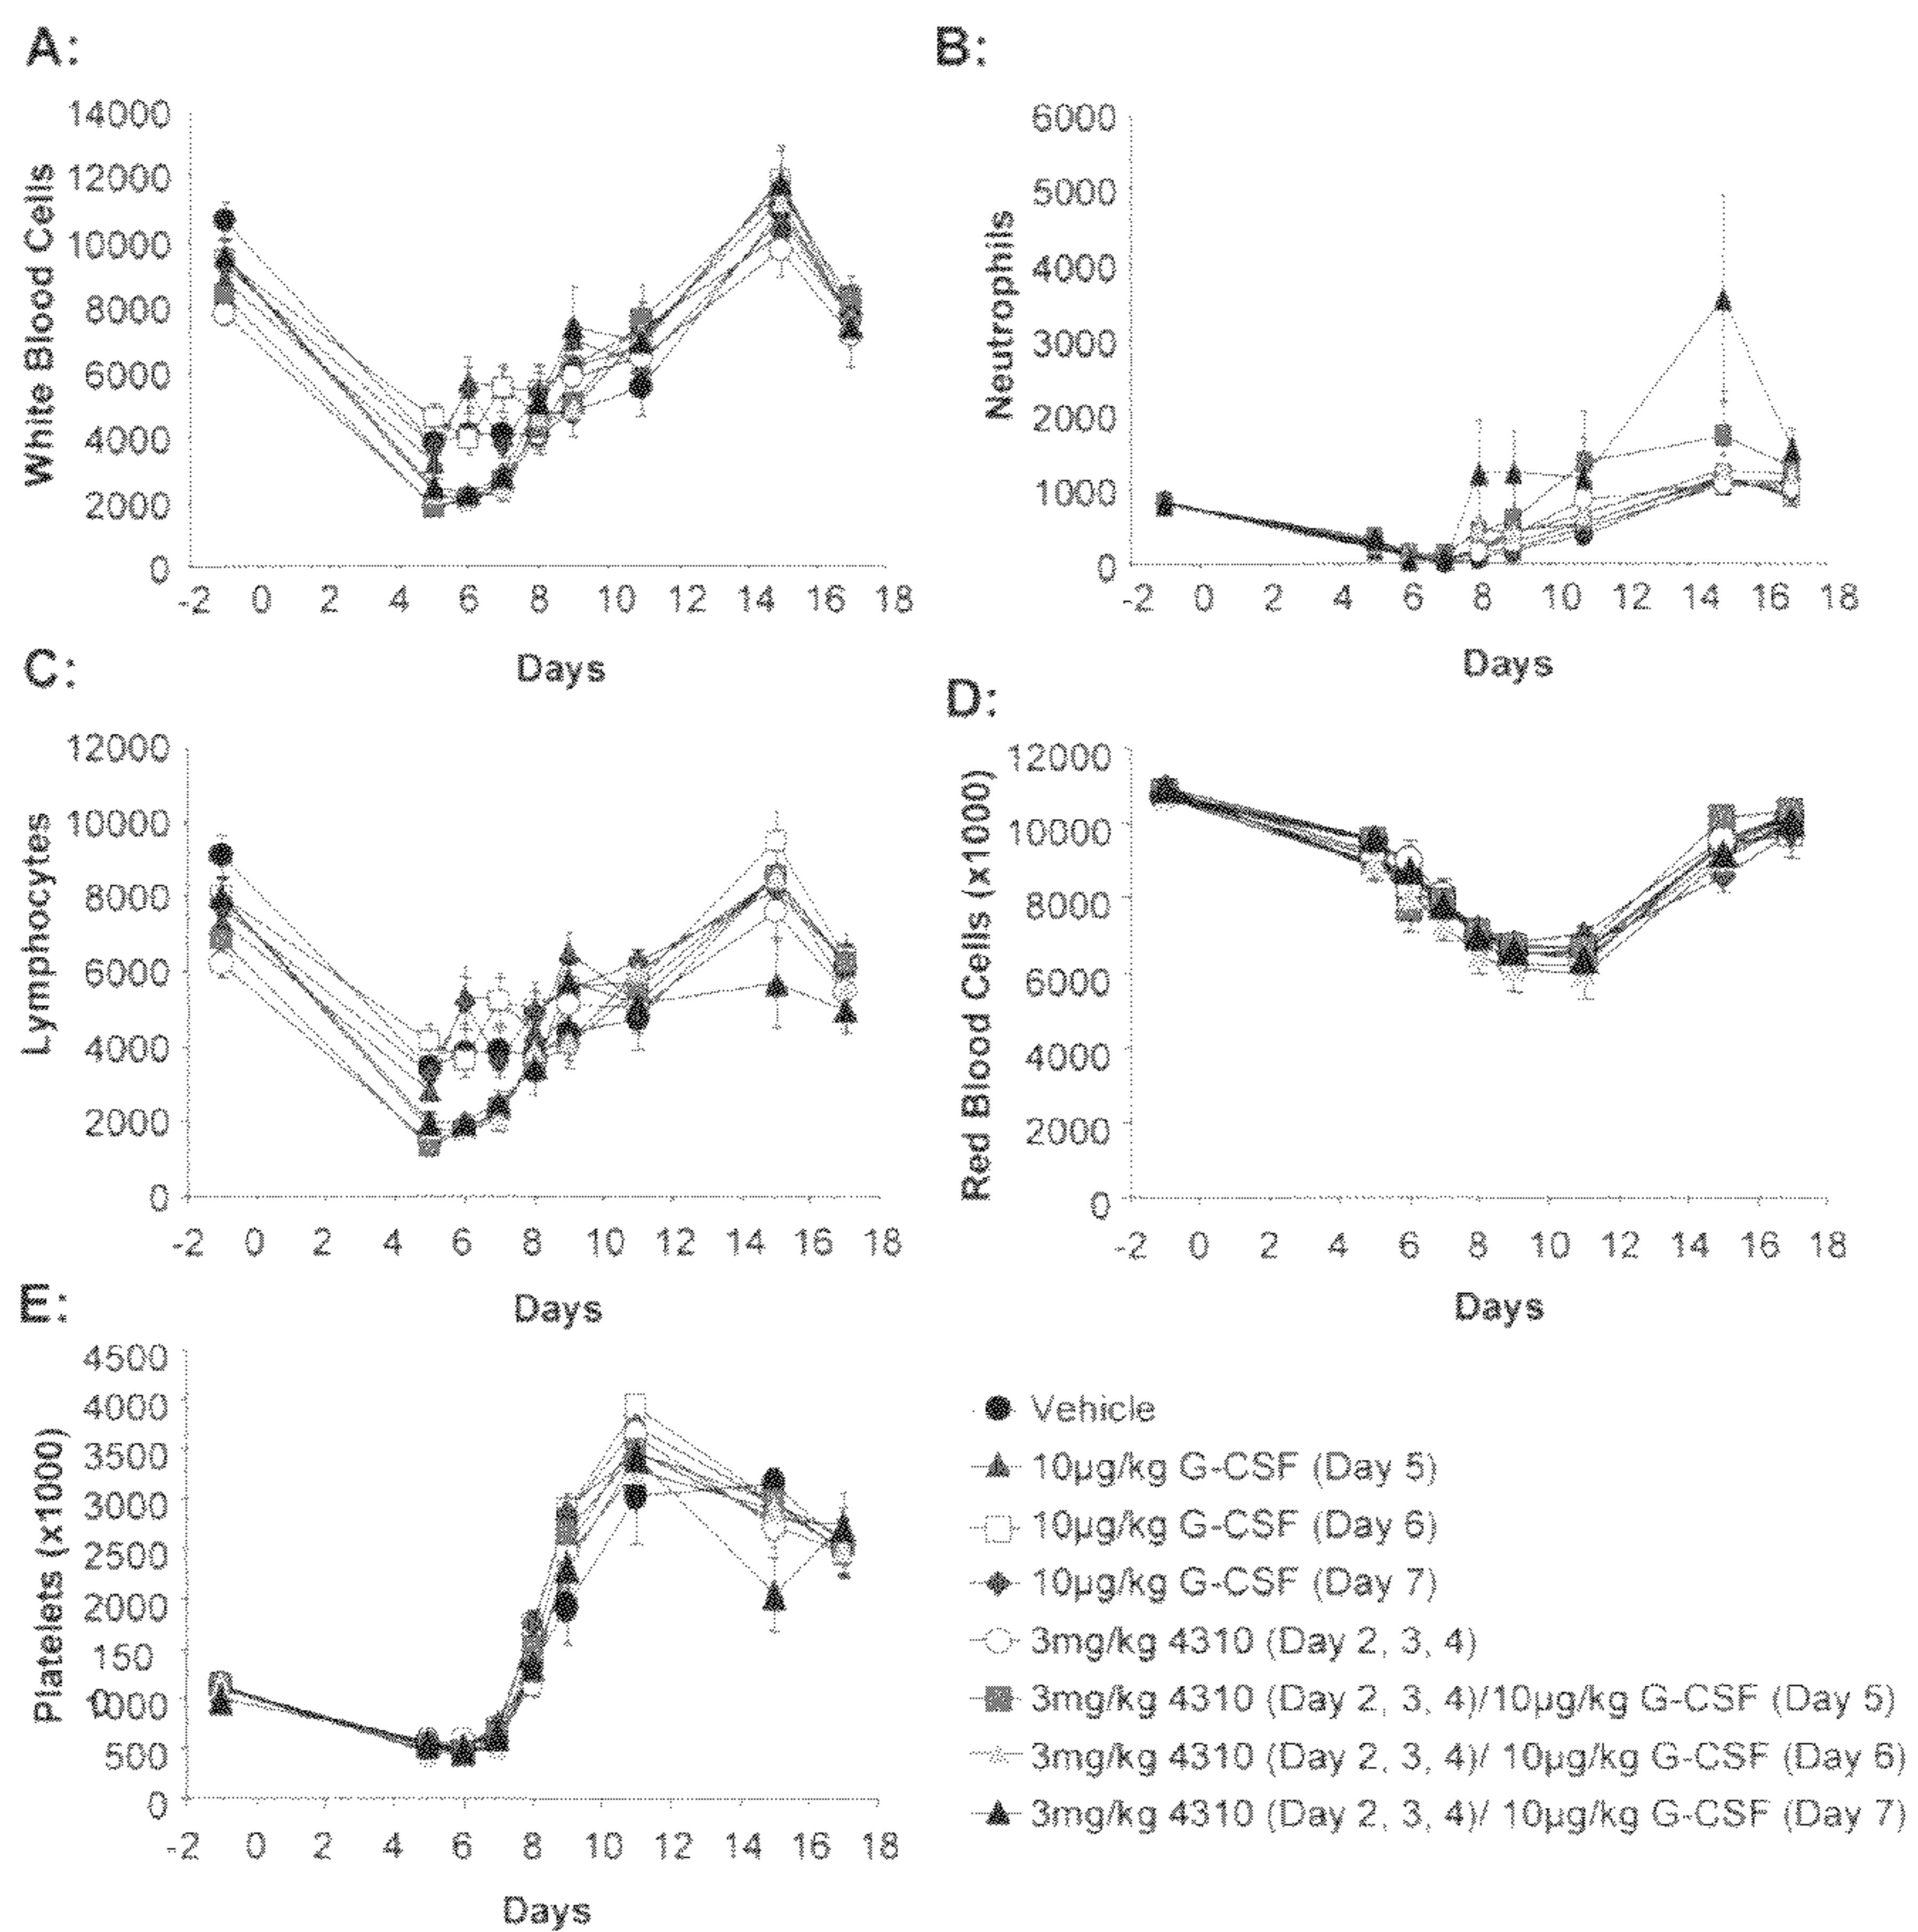 A:
White Blood Cells
14000
12000
10000
8000
6000
4000
2000
0
-2 0 2 4 6 8 10 12 14 16 18
Days
B:
Neutrophils
6000
5000
4000
3000
2000
1000
0
-2 0 2 4 6 8 10 12 14 16 18
Days
C:
Lymphocytes
12000
10000
8000
6000
4000
2000
0
-2 0 2 4 6 8 10 12 14 16 18
Days
D:
Red Blood Cells (x1000)
12000
10000
8000
6000
4000
2000
0
-2 0 2 4 6 8 10 12 14 16 18
Days
E:
Platelets (x1000)
4500
4000
3500
3000
2500
2000
150
0
1000
500
0
-2 0 2 4 6 8 10 12 14 16 18
Days
Vehicle
10µg/kg G-CSF (Day 5)
10µg/kg G-CSF (Day 6)
10µg/kg G-CSF (Day 7)
3mg/kg 4310 (Day 2, 3, 4)
3mg/kg 4310 (Day 2, 3, 4)/10µg/kg G-CSF (Day 5)
3mg/kg 4310 (Day 2, 3, 4)/ 10µg/kg G-CSF (Day 6)
3mg/kg 4310 (Day 2, 3, 4)/ 10µg/kg G-CSF (Day 7)